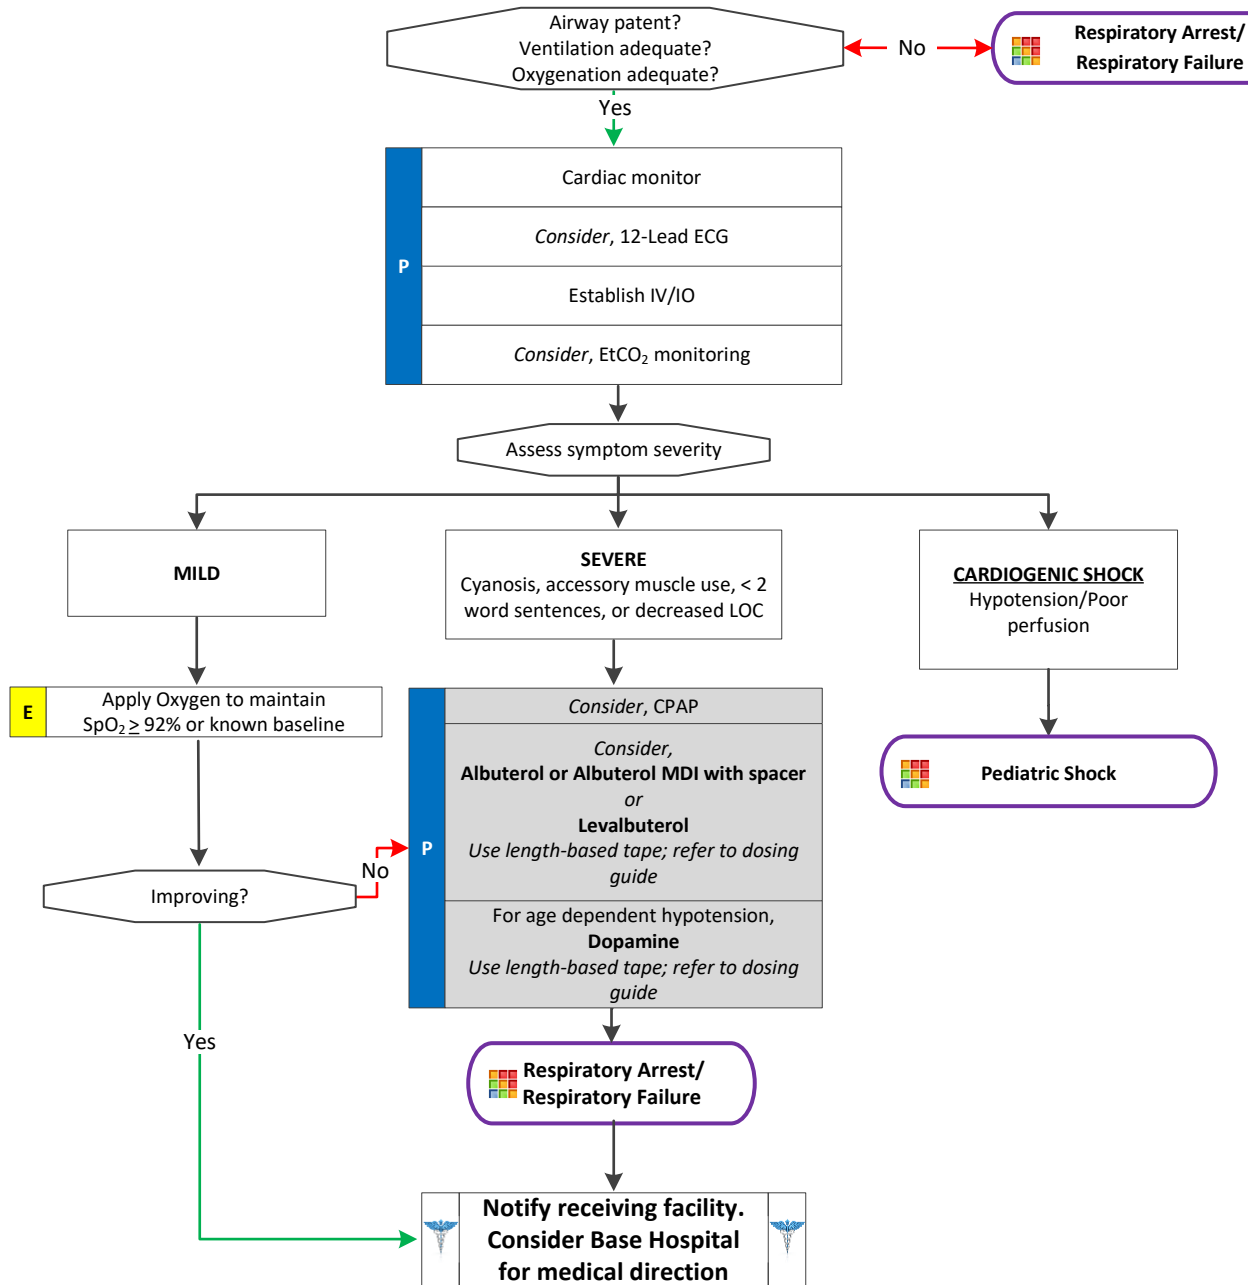 Airway patent?
Ventilation adequate?
Oxygenation adequate?
No
Respiratory Arrest/
Respiratory Failure
Yes
P
Cardiac monitor
Consider, 12-Lead ECG
Establish IV/IO
Consider, EtCO2 monitoring
Assess symptom severity
MILD
SEVERE
Cyanosis, accessory muscle use, < 2
word sentences, or decreased LOC
CARDIOGENIC SHOCK
Hypotension/Poor
perfusion
E
Apply Oxygen to maintain
SpO2 ≥ 92% or known baseline
P
Consider, CPAP
Consider,
Albuterol or Albuterol MDI with spacer
or
Levalbuterol
Use length-based tape; refer to dosing
guide
For age dependent hypotension,
Dopamine
Use length-based tape; refer to dosing
guide
Pediatric Shock
No
Improving?
Yes
Respiratory Arrest/
Respiratory Failure
Notify receiving facility.
Consider Base Hospital
for medical direction